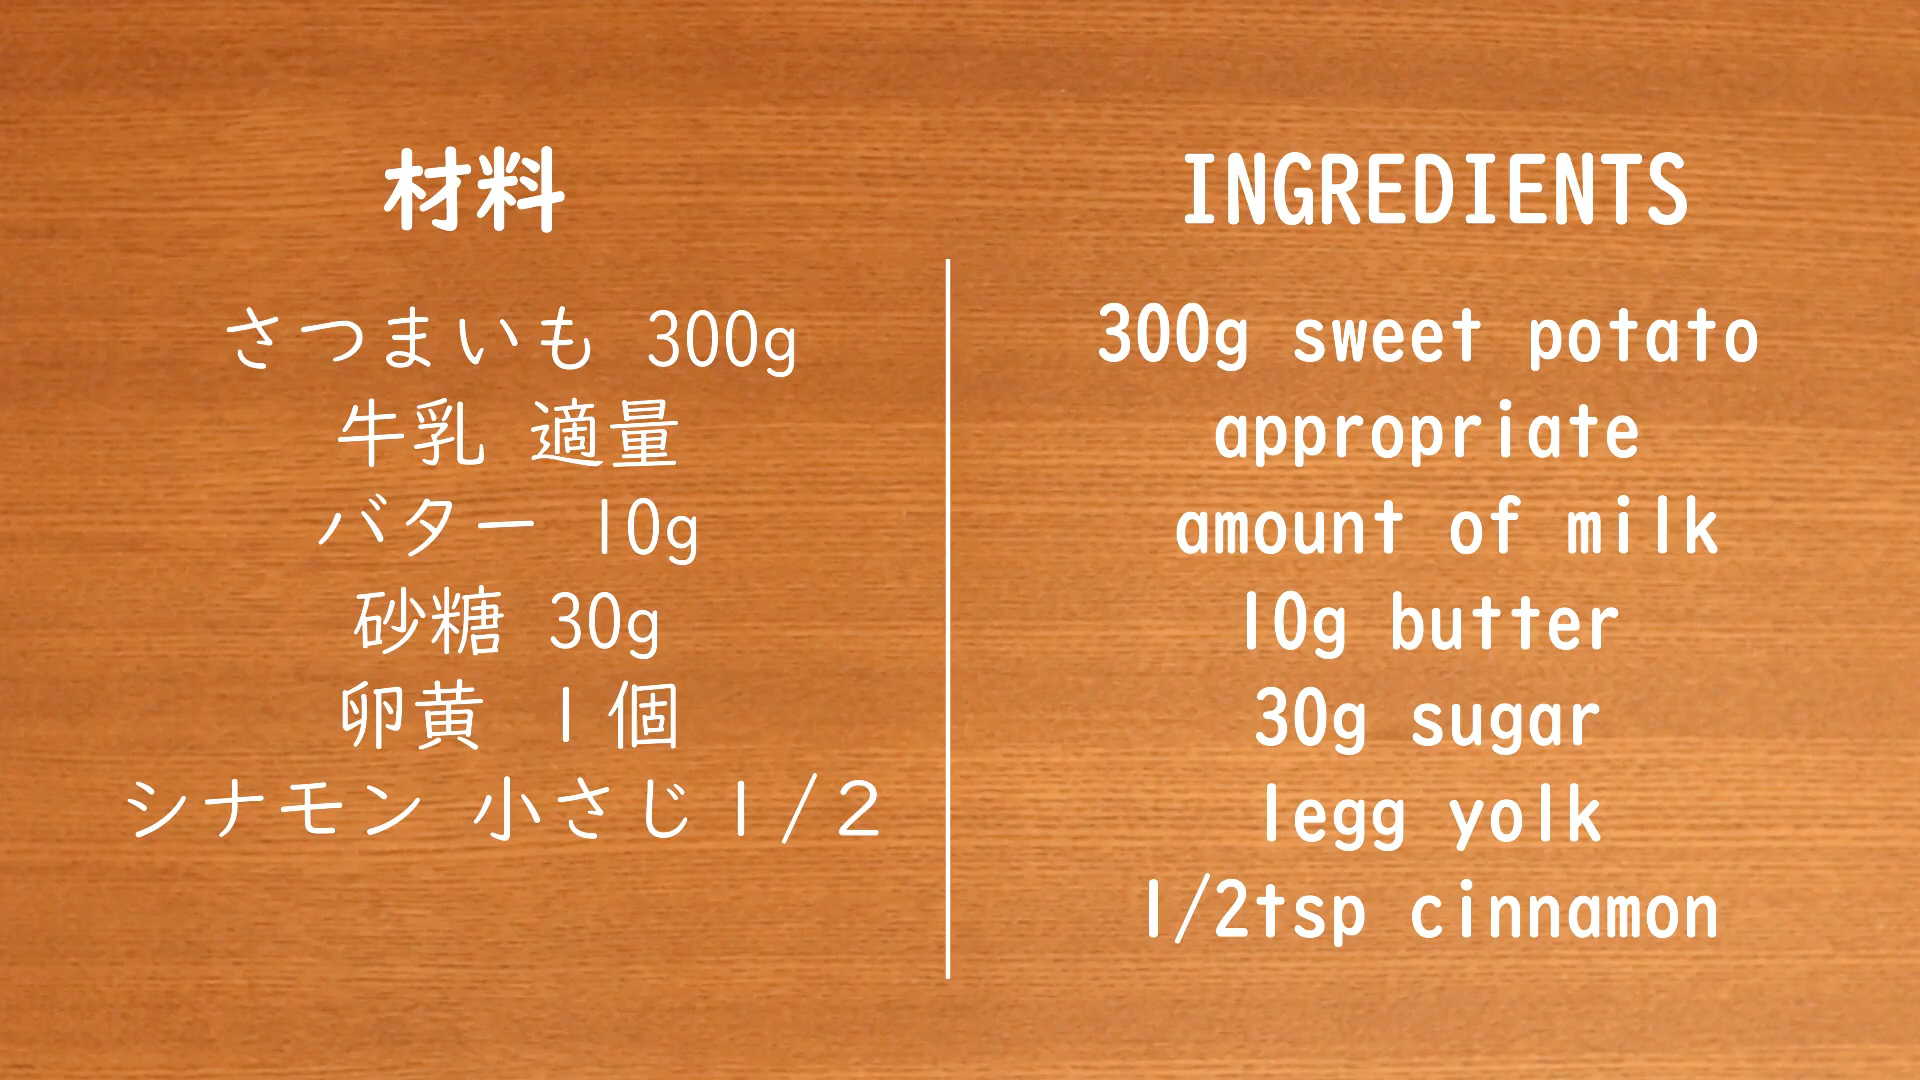 材料
さつまいも 300g
牛乳 適量
バター 10g
砂糖 30g
卵黄 1個
シナモン 小さじ1/2
INGREDIENTS
300g sweet potato
appropriate
amount of milk
10g butter
30g sugar
1egg yolk
1/2tsp cinnamon